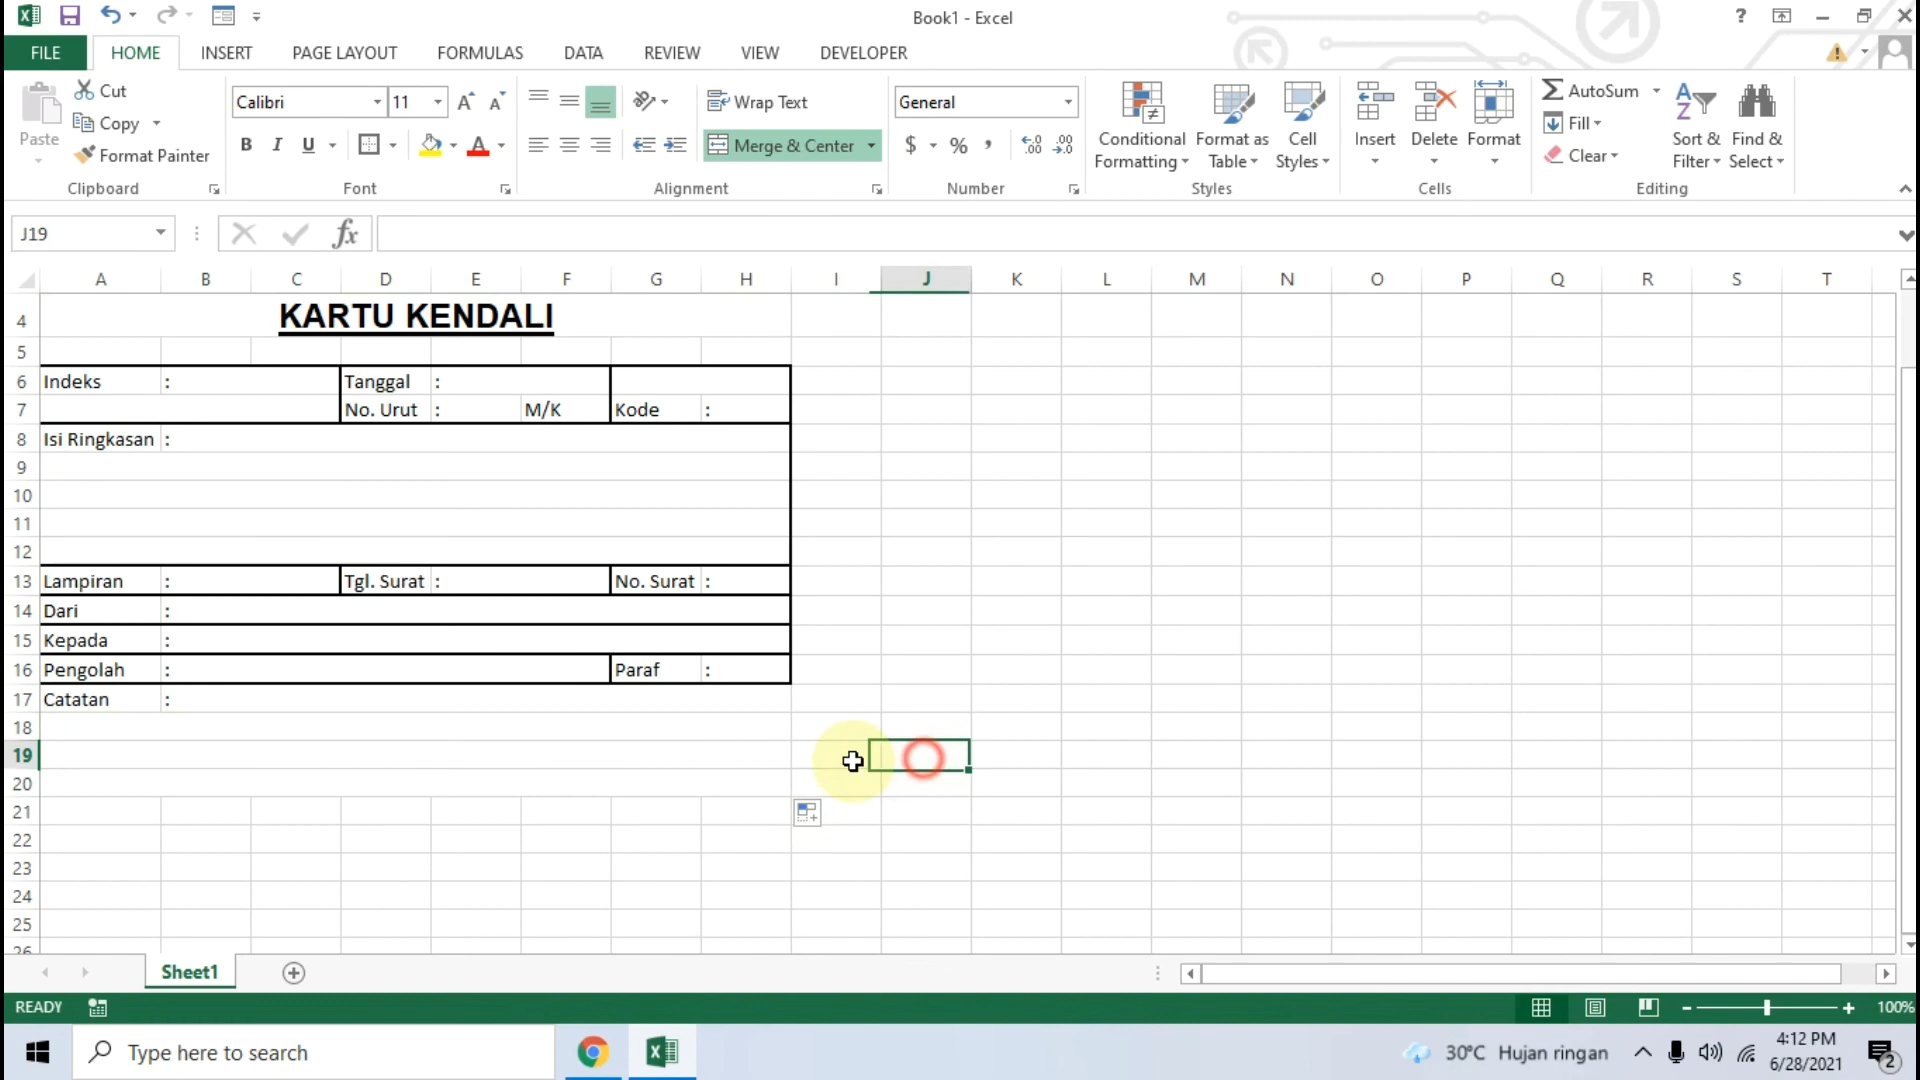 Book1 - Excel
?
FILE HOME INSERT PAGE LAYOUT FORMULAS DATA REVIEW VIEW DEVELOPER
Paste
Cut
Copy
Format Painter
Clipboard
Calibri 11
B I U
Font
Wrap Text
Merge & Center
Alignment
General
$ % ,
Number
Conditional Formatting
Format as Table
Cell Styles
Styles
Insert
Delete
Format
Cells
AutoSum
Fill
Clear
Sort & Filter
Find & Select
Editing
J19
fx
A B C D E F G H I J K L M N O P Q R S T
4 KARTU KENDALI
5
6 Indeks : Tanggal :
7 No. Urut : M/K Kode :
8 Isi Ringkasan :
9
10
11
12
13 Lampiran : Tgl. Surat : No. Surat :
14 Dari :
15 Kepada :
16 Pengolah : Paraf :
17 Catatan :
18
19
20
21
22
23
24
25
26
Sheet1
READY
100%
Type here to search
30°C Hujan ringan
4:12 PM
6/28/2021
2